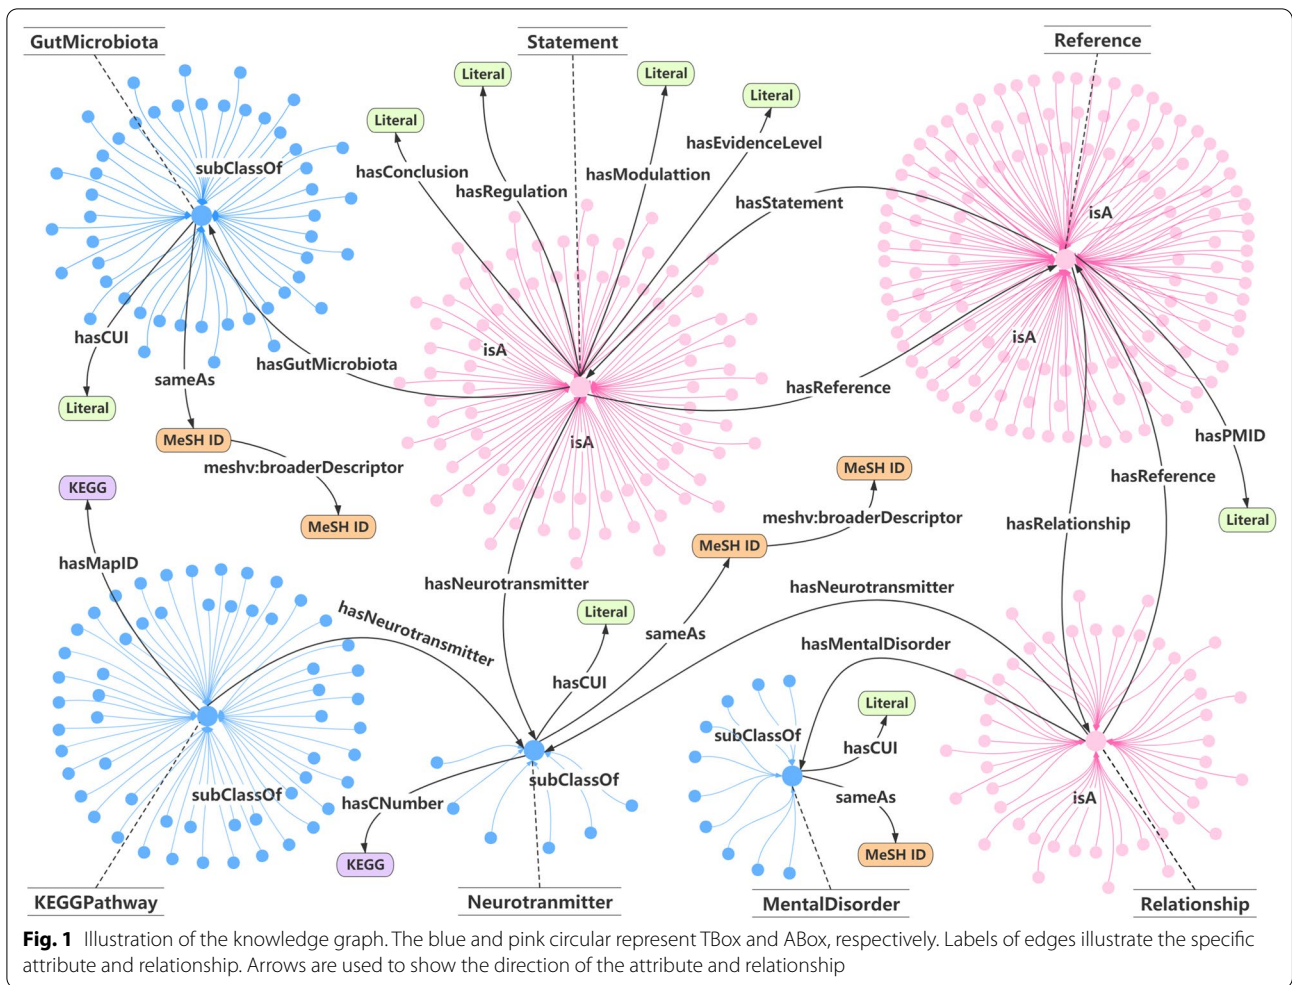 GutMicrobiota
Statement
Reference
Literal
Literal
Literal
Literal
hasEvidenceLevel
subClassOf
hasConclusion
hasRegulation
hasModulattion
hasStatement
isA
hasCUI
isA
isA
hasGutMicrobiota
sameAs
hasReference
Literal
MeSH ID
isA
hasPMID
meshv:broaderDescriptor
MeSH ID
KEGG
hasReference
MeSH ID
meshv:broaderDescriptor
hasRelationship
Literal
MeSH ID
hasMapID
hasNeurotransmitter
hasNeurotransmitter
hasNeurotransmitter
Literal
sameAs
hasMentalDisorder
hasCUI
Literal
subClassOf
hasCUI
subClassOf
subClassOf
hasCNumber
sameAs
isA
KEGG
MeSH ID
KEGGPathway
Neurotranmitter
MentalDisorder
Relationship
Fig. 1 Illustration of the knowledge graph. The blue and pink circular represent TBox and ABox, respectively. Labels of edges illustrate the specific
attribute and relationship. Arrows are used to show the direction of the attribute and relationship